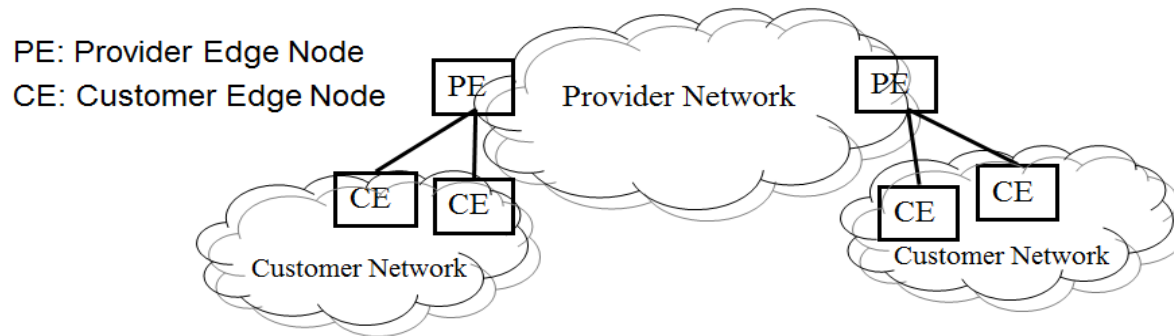 PE: Provider Edge Node
CE: Customer Edge Node
PE
Provider Network
PE
CE
CE
Customer Network
CE
CE
Customer Network